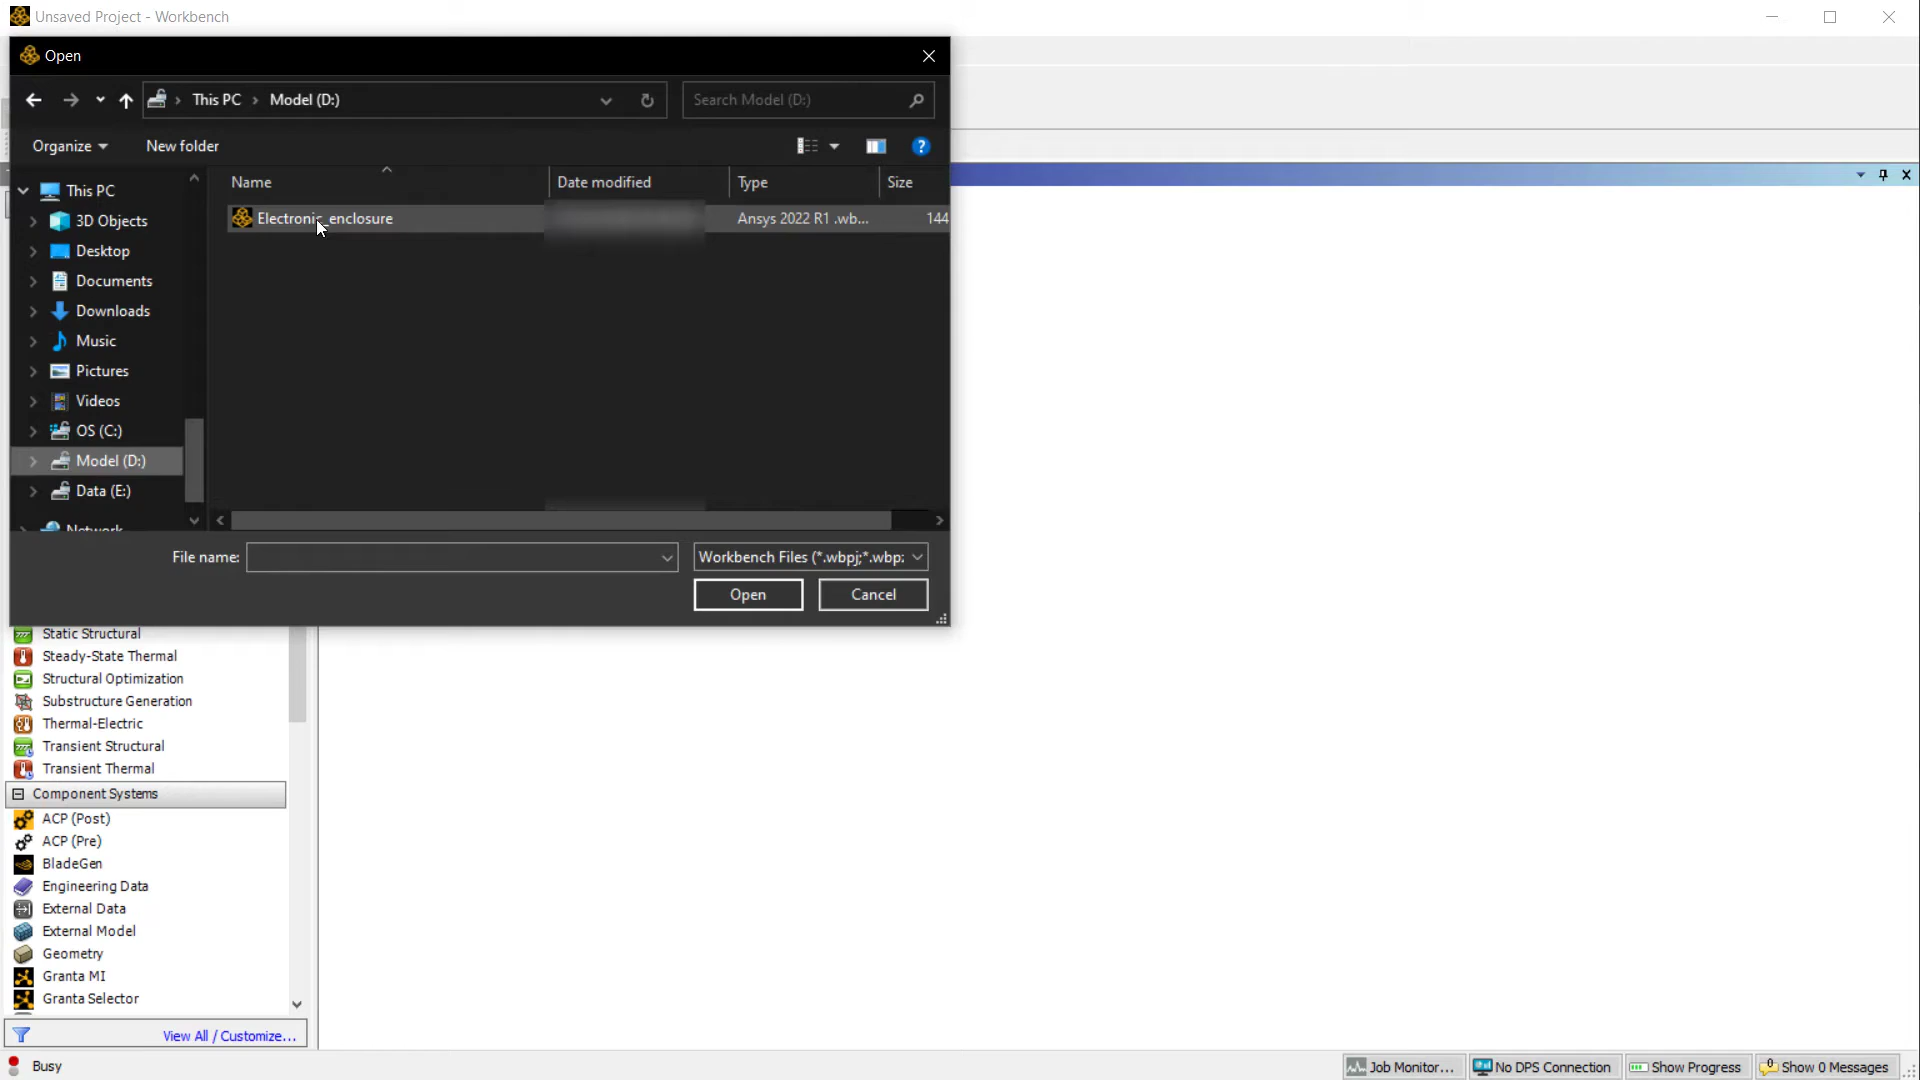 Unsaved Project - Workbench
Open
This PC > Model (D:)
Search Model (D:)
Organize
New folder
This PC
3D Objects
Desktop
Documents
Downloads
Music
Pictures
Videos
OS (C:)
Model (D:)
Data (E:)
Network
Name
Date modified
Type
Size
Electronic_enclosure
Ansys 2022 R1 .wb...
144
File name:
Workbench Files (*.wbpj;*.wbp:
Open
Cancel
Static Structural
Steady-State Thermal
Structural Optimization
Substructure Generation
Thermal-Electric
Transient Structural
Transient Thermal
Component Systems
ACP (Post)
ACP (Pre)
BladeGen
Engineering Data
External Data
External Model
Geometry
Granta MI
Granta Selector
View All / Customize...
Busy
Job Monitor...
No DPS Connection
Show Progress
Show 0 Messages